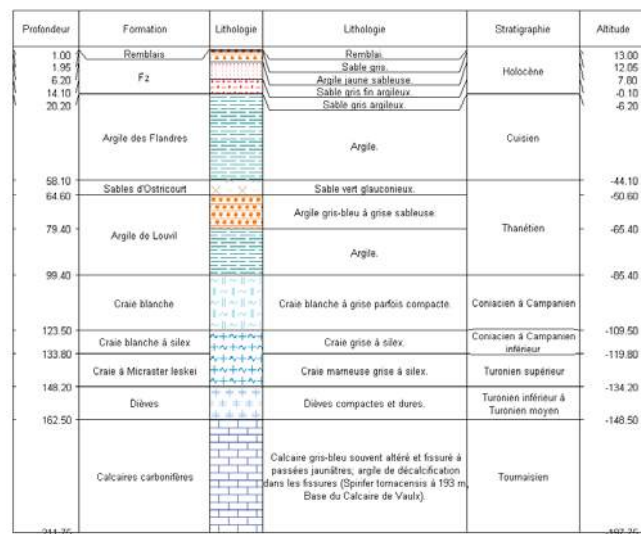 Profondeur Formation Lithologie Lithologie Stratigraphie Altitude
Remblais Remblai.
1.00 Sable gris. 13.00
1.95 Holocène 12.05
6.20 Fz Argile jaune sableuse. 7.80
14.10 Sable gris fin argileux. -0.10
20.20 Sable gris argileux. -6.20
Argile des Flandres Argile. Cuisien
58.10 -44.10
Sables d'Ostricourt Sable vert glauconieux.
64.60 -50.60
Argile gris-bleu à grise sableuse.
79.40 Thanétien -65.40
Argile de Louvil
Argile.
99.40 -85.40
Craie blanche Craie blanche à grise parfois compacte. Coniacien à Campanien
123.50 -109.50
Craie blanche à silex Craie grise à silex. Coniacien à Campanien
inférieur
133.80 -119.80
Craie à Micraster leskei Craie marneuse grise à silex. Turonien supérieur
148.20 -134.20
Dièves Dièves compactes et dures. Turonien inférieur à
Turonien moyen
162.50 -148.50
Calcaire gris-bleu souvent altéré et fissuré à
passées jaunâtres; argile de décalcification
Calcaires carbonifères dans les fissures (Spirifer tornacensis à 193 m, Tournaisien
Base du Calcaire de Vaulx).